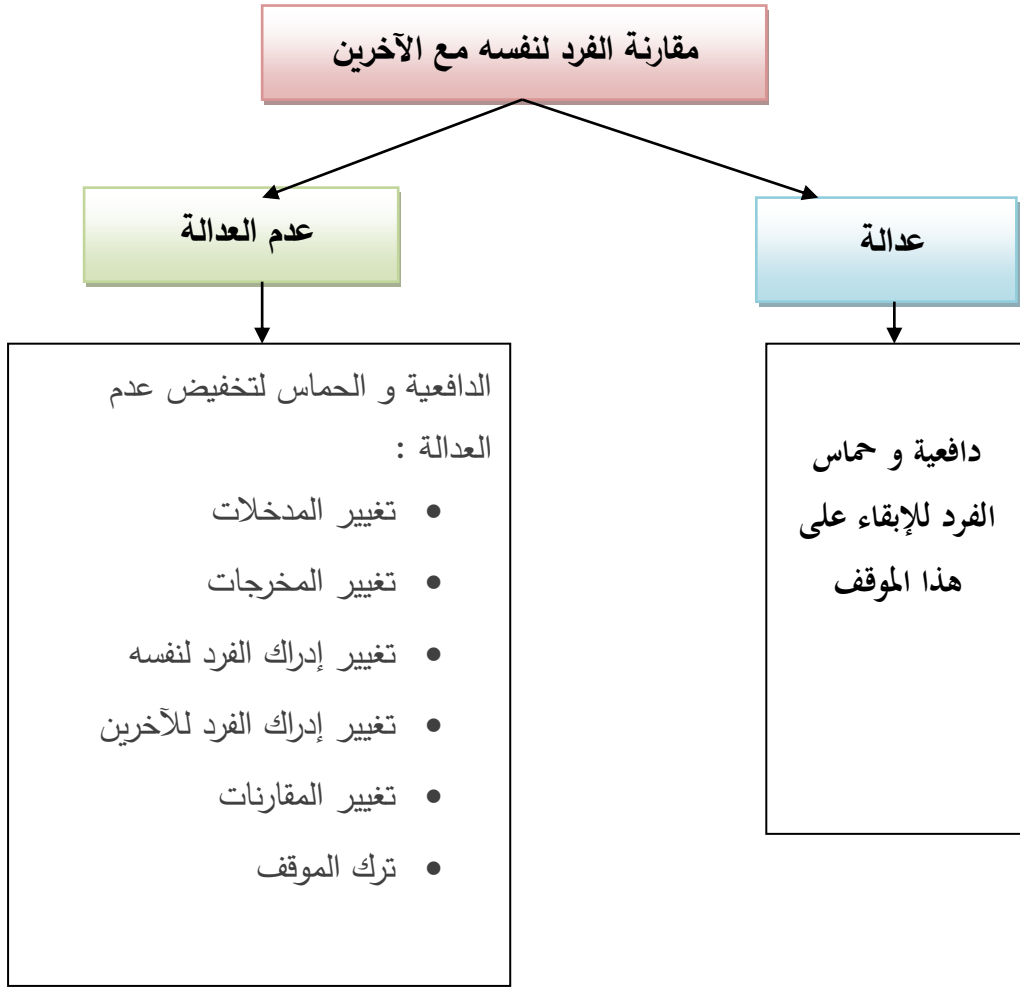 مقارنة الفرد لنفسه مع الآخرين
عدالة
عدم العدالة
دافعية و حماس
الفرد للإبقاء على
هذا الموقف
الدافعية و الحماس لتخفيض عدم
العدالة :
• تغيير المدخلات
• تغيير المخرجات
• تغيير إدراك الفرد لنفسه
• تغيير إدراك الفرد للآخرين
• تغيير المقارنات
• ترك الموقف